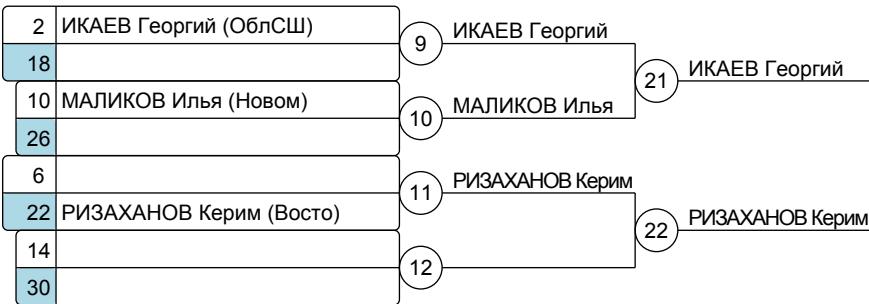 2 ИКАЕВ Георгий (ОблСШ)
18
9 ИКАЕВ Георгий
10 МАЛИКОВ Илья (Новом)
26
10 МАЛИКОВ Илья
21 ИКАЕВ Георгий
6
22 РИЗАХАНОВ Керим (Восто)
11 РИЗАХАНОВ Керим
14
30
12
22 РИЗАХАНОВ Керим